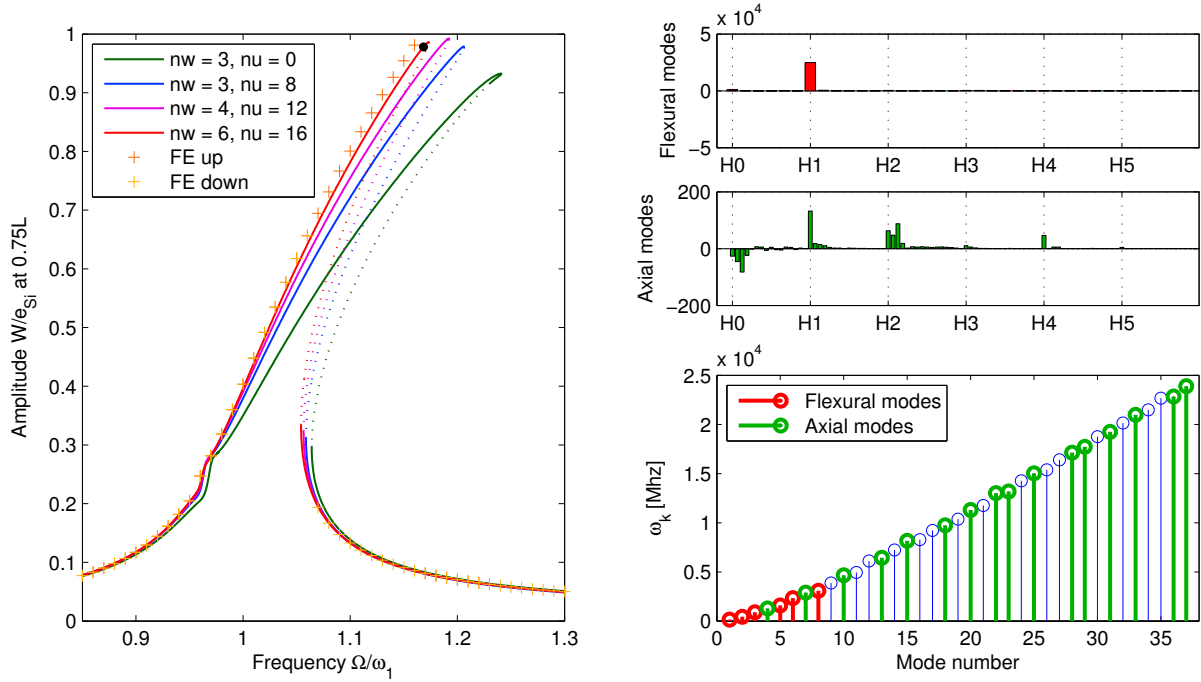 1
0.9
0.8
0.7
0.6
0.5
0.4
0.3
0.2
0.1
0
Amplitude W/e_Si at 0.75L
nw = 3, nu = 0
nw = 3, nu = 8
nw = 4, nu = 12
nw = 6, nu = 16
FE up
FE down
0.9 1 1.1 1.2 1.3
Frequency Ω/ω_1
x 10^4
5
0
−5
Flexural modes
H0 H1 H2 H3 H4 H5
200
0
−200
Axial modes
H0 H1 H2 H3 H4 H5
x 10^4
2.5
2
1.5
1
0.5
0
ω_k [Mhz]
Flexural modes
Axial modes
0 5 10 15 20 25 30 35
Mode number